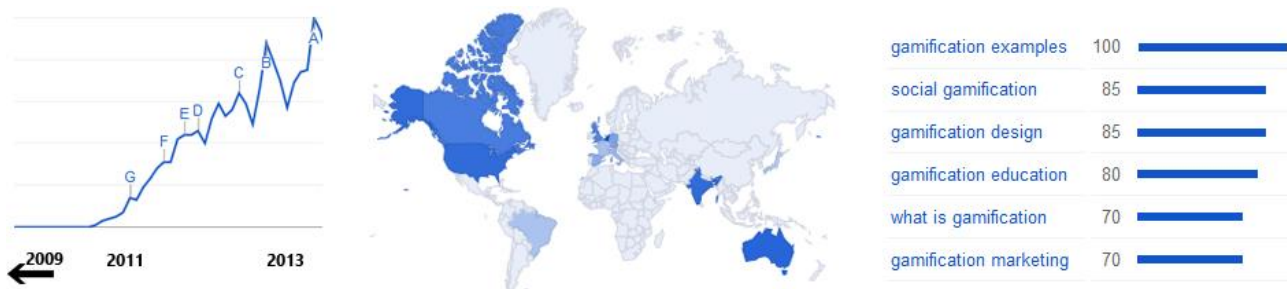 A
B
C
E D
F
G
2009 2011 2013
gamification examples 100
social gamification 85
gamification design 85
gamification education 80
what is gamification 70
gamification marketing 70